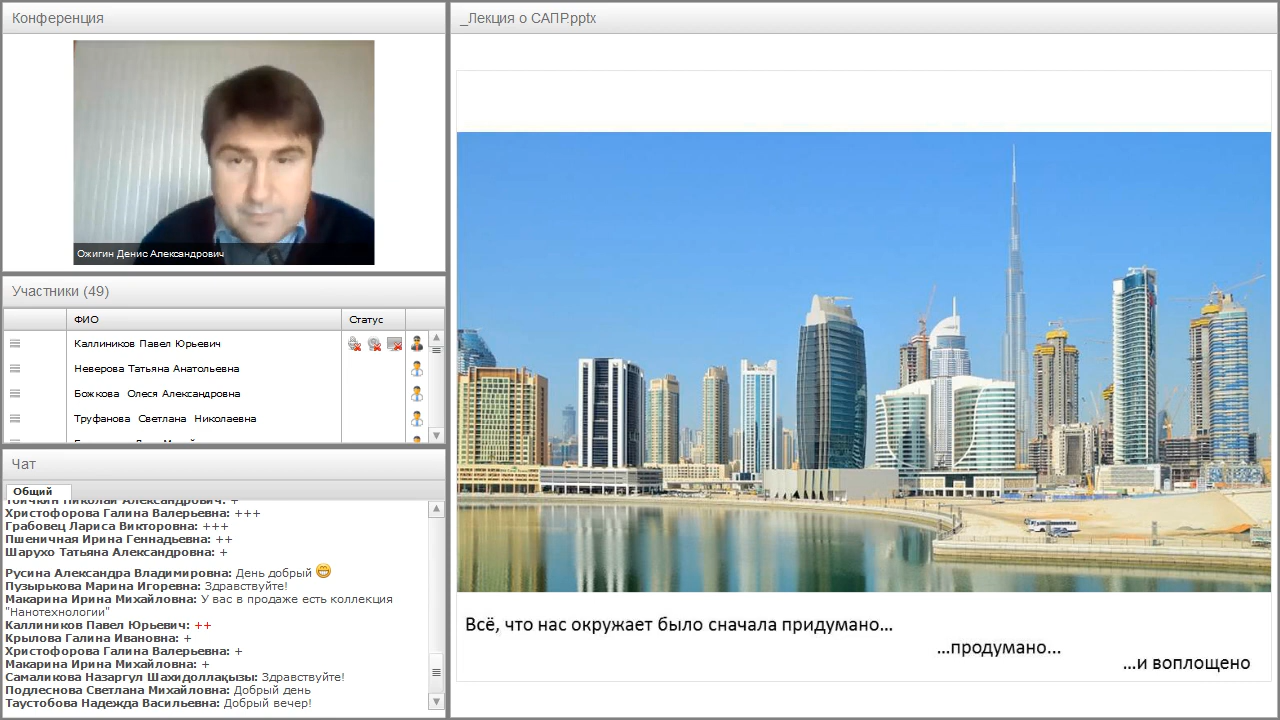 Конференция
Ожигин Денис Александрович
Участники (49)
ФИО
Статус
Каллиников Павел Юрьевич
Неверова Татьяна Анатольевна
Божкова Олеся Александровна
Труфанова Светлана Николаевна
Чат
Общий
Николай Александрович: +
Христофорова Галина Валерьевна: +++
Грабовец Лариса Викторовна: +++
Пшеничная Ирина Геннадьевна: ++
Шарухо Татьяна Александровна: +
Русина Александра Владимировна: День добрый
Пузырькова Марина Игоревна: Здравствуйте!
Макарина Ирина Михайловна: У вас в продаже есть коллекция
"Нанотехнологии"
Каллиников Павел Юрьевич: ++
Крылова Галина Ивановна: +
Христофорова Галина Валерьевна: +
Макарина Ирина Михайловна: +
Самаликова Назаргул Шахидоллақызы: Здравствуйте!
Подлеснова Светлана Михайловна: Добрый день
Таустобова Надежда Васильевна: Добрый вечер!
_Лекция о САПР.pptx
Всё, что нас окружает было сначала придумано...
...продумано...
...и воплощено